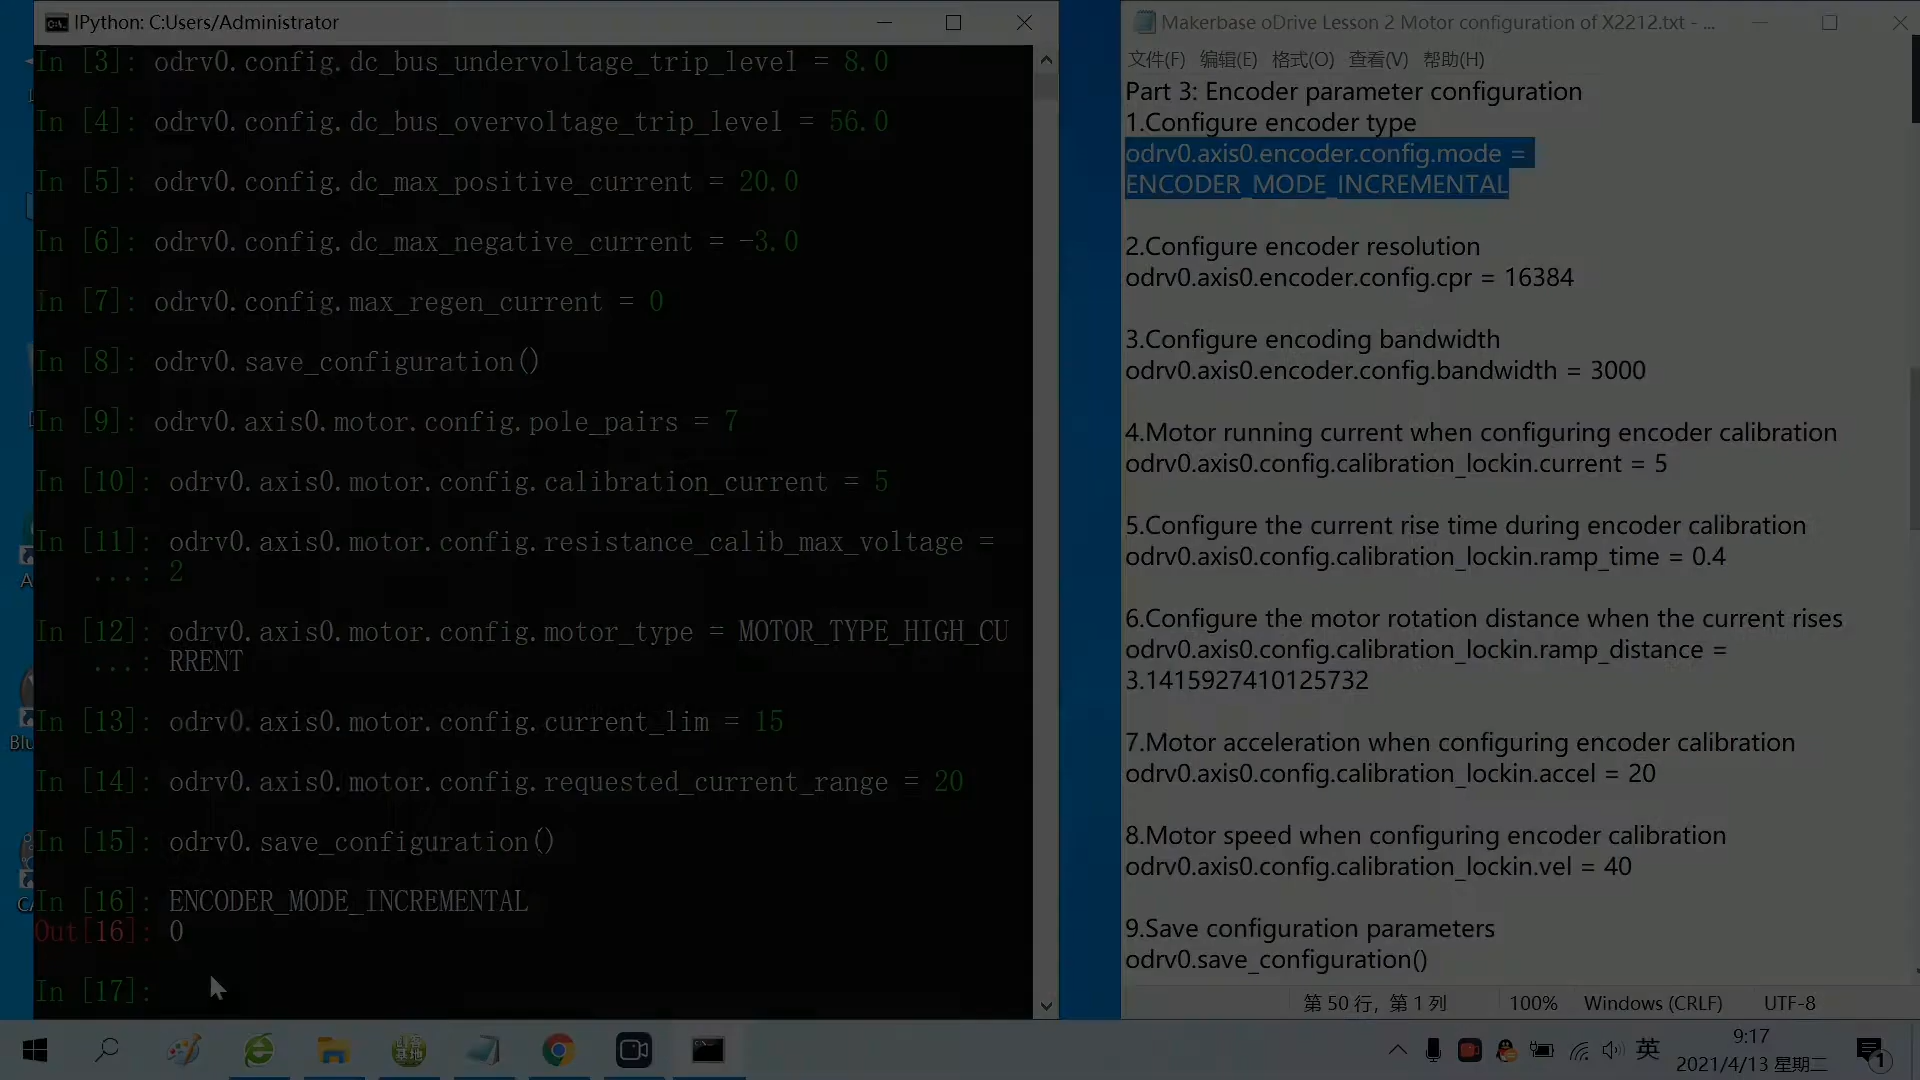 IPython: C:Users/Administrator
In [3]: odrv0.config.dc_bus_undervoltage_trip_level = 8.0
In [4]: odrv0.config.dc_bus_overvoltage_trip_level = 56.0
In [5]: odrv0.config.dc_max_positive_current = 20.0
In [6]: odrv0.config.dc_max_negative_current = -3.0
In [7]: odrv0.config.max_regen_current = 0
In [8]: odrv0.save_configuration()
In [9]: odrv0.axis0.motor.config.pole_pairs = 7
In [10]: odrv0.axis0.motor.config.calibration_current = 5
In [11]: odrv0.axis0.motor.config.resistance_calib_max_voltage =
...: 2
In [12]: odrv0.axis0.motor.config.motor_type = MOTOR_TYPE_HIGH_CU
...: RRENT
In [13]: odrv0.axis0.motor.config.current_lim = 15
In [14]: odrv0.axis0.motor.config.requested_current_range = 20
In [15]: odrv0.save_configuration()
In [16]: ENCODER_MODE_INCREMENTAL
Out[16]: 0
In [17]:
Makerbase oDrive Lesson 2 Motor configuration of X2212.txt - ...
文件(F) 编辑(E) 格式(O) 查看(V) 帮助(H)
Part 3: Encoder parameter configuration
1.Configure encoder type
odrv0.axis0.encoder.config.mode =
ENCODER_MODE_INCREMENTAL
2.Configure encoder resolution
odrv0.axis0.encoder.config.cpr = 16384
3.Configure encoding bandwidth
odrv0.axis0.encoder.config.bandwidth = 3000
4.Motor running current when configuring encoder calibration
odrv0.axis0.config.calibration_lockin.current = 5
5.Configure the current rise time during encoder calibration
odrv0.axis0.config.calibration_lockin.ramp_time = 0.4
6.Configure the motor rotation distance when the current rises
odrv0.axis0.config.calibration_lockin.ramp_distance =
3.1415927410125732
7.Motor acceleration when configuring encoder calibration
odrv0.axis0.config.calibration_lockin.accel = 20
8.Motor speed when configuring encoder calibration
odrv0.axis0.config.calibration_lockin.vel = 40
9.Save configuration parameters
odrv0.save_configuration()
第 50 行，第 1 列 100% Windows (CRLF) UTF-8
英
9:17
2021/4/13 星期二
1